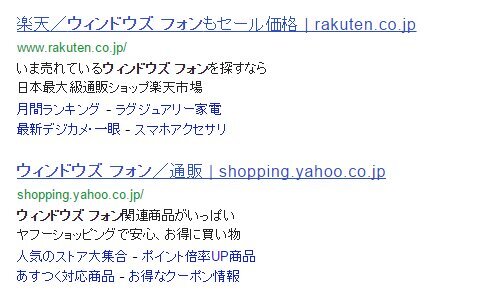 楽天／ウィンドウズ フォンもセール価格 | rakuten.co.jp
www.rakuten.co.jp/
いま売れているウィンドウズ フォンを探すなら
日本最大級通販ショップ楽天市場
月間ランキング - ラグジュアリー家電
最新デジカメ・一眼 - スマホアクセサリ
ウィンドウズ フォン／通販 | shopping.yahoo.co.jp
shopping.yahoo.co.jp/
ウィンドウズ フォン関連商品がいっぱい
ヤフーショッピングで安心、お得に買い物
人気のストア大集合 - ポイント倍率UP商品
あすつく対応商品 - お得なクーポン情報